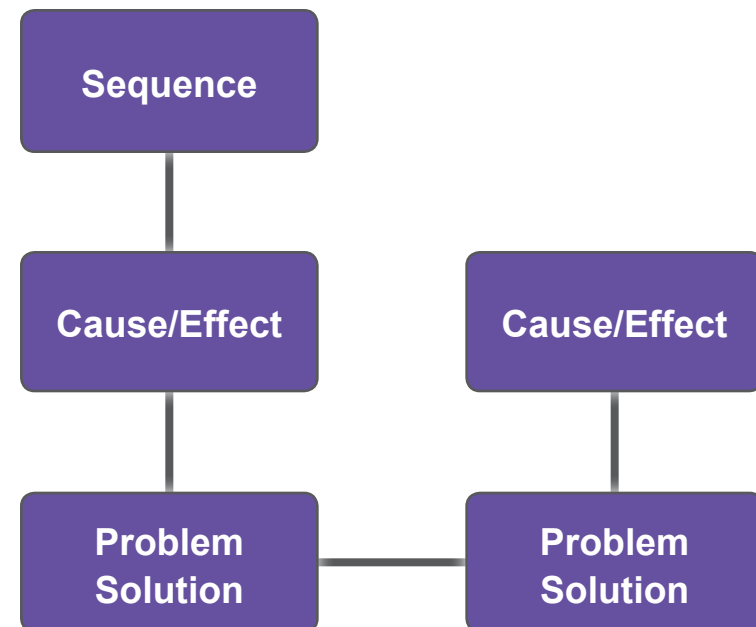 Sequence
Cause/Effect
Cause/Effect
Problem
Solution
Problem
Solution